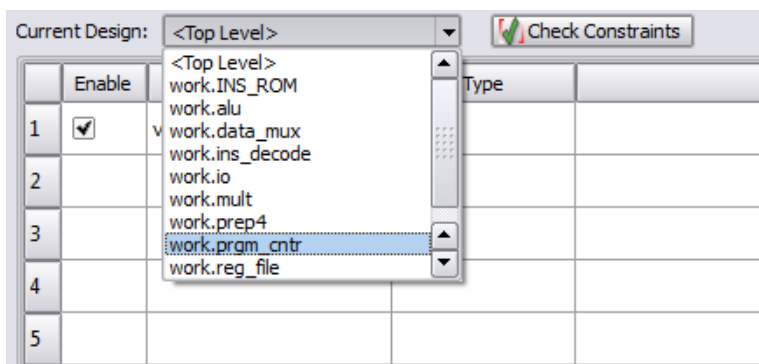 Current Design: <Top Level> Check Constraints
<Top Level>
Enable Type
work.INS_ROM
work.alu
1 v work.data_mux
work.ins_decode
2 work.io
work.mult
work.prep4
3 work.prgm_cntr
work.reg_file
4
5